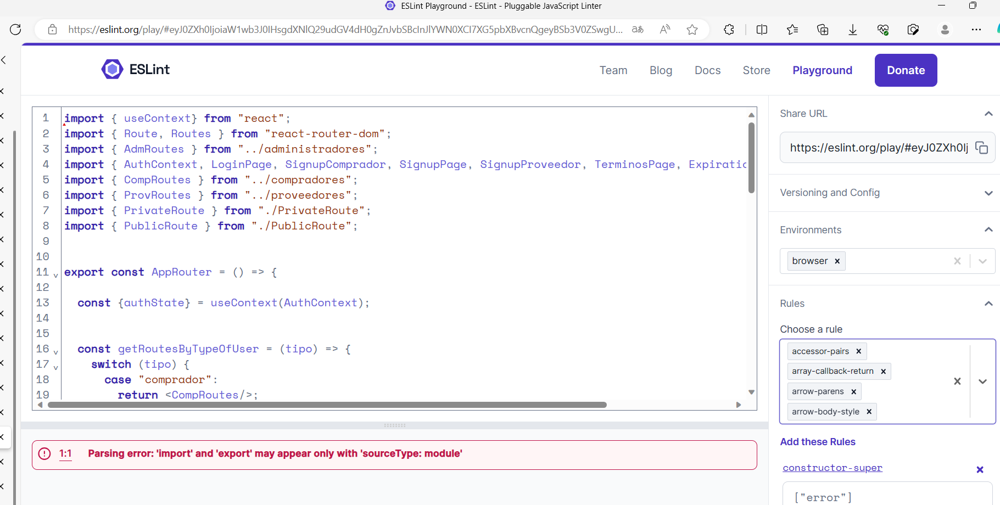 ESLint Playground - ESLint - Pluggable JavaScript Linter
https://eslint.org/play/#eyJ0ZXh0IjoiaW1wb3J0IHsgdXNlQ29udGV4dH0gZnJvbSBcInJlYWN0XCI7XG5pbXBvcnQgeyBSb3V0ZSwgU...
ESLint
Team
Blog
Docs
Store
Playground
Donate
1 import { useContext} from "react";
2 import { Route, Routes } from "react-router-dom";
3 import { AdmRoutes } from "../administradores";
4 import { AuthContext, LoginPage, SignupComprador, SignupPage, SignupProveedor, TerminosPage, Expiratic
5 import { CompRoutes } from "../compradores";
6 import { ProvRoutes } from "../proveedores";
7 import { PrivateRoute } from "./PrivateRoute";
8 import { PublicRoute } from "./PublicRoute";
9
10
11 export const AppRouter = () => {
12
13 const {authState} = useContext(AuthContext);
14
15
16 const getRoutesByTypeOfUser = (tipo) => {
17 switch (tipo) {
18 case "comprador":
19 return <CompRoutes/>;
1:1 Parsing error: 'import' and 'export' may appear only with 'sourceType: module'
Share URL
https://eslint.org/play/#eyJ0ZXh0Ij
Versioning and Config
Environments
browser
Rules
Choose a rule
accessor-pairs
array-callback-return
arrow-parens
arrow-body-style
Add these Rules
constructor-super
["error"]